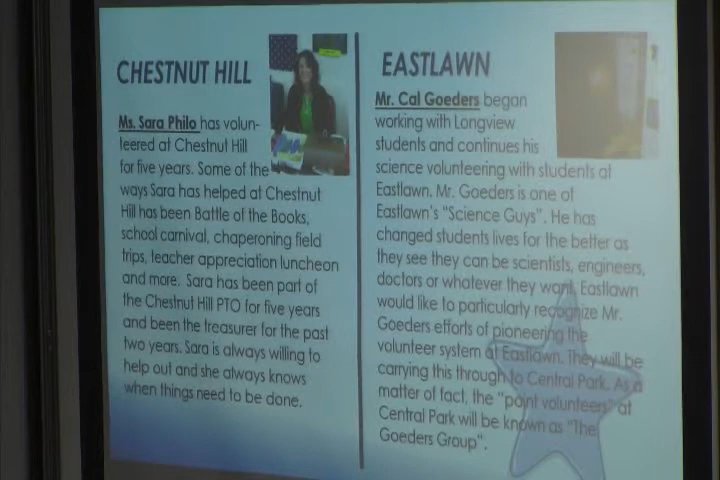 CHESTNUT HILL
Ms. Sara Philo has volun-
teered at Chestnut Hill
for five years. Some of the
ways Sara has helped at Chestnut
Hill has been Battle of the Books,
school carnival, chaperoning field
trips, teacher appreciation luncheon
and more. Sara has been part of
the Chestnut Hill PTO for five years
and been the treasurer for the past
two years. Sara is always willing to
help out and she always knows
when things need to be done.
EASTLAWN
Mr. Cal Goeders began
working with Longview
students and continues his
science volunteering with students at
Eastlawn. Mr. Goeders is one of
Eastlawn's "Science Guys". He has
changed students lives for the better as
they see they can be scientists, engineers,
doctors or whatever they want. Eastlawn
would like to particularly recognize Mr.
Goeders efforts of pioneering the
volunteer system at Eastlawn. They will be
carrying this through to Central Park. As a
matter of fact, the "point volunteers" at
Central Park will be known as "The
Goeders Group".